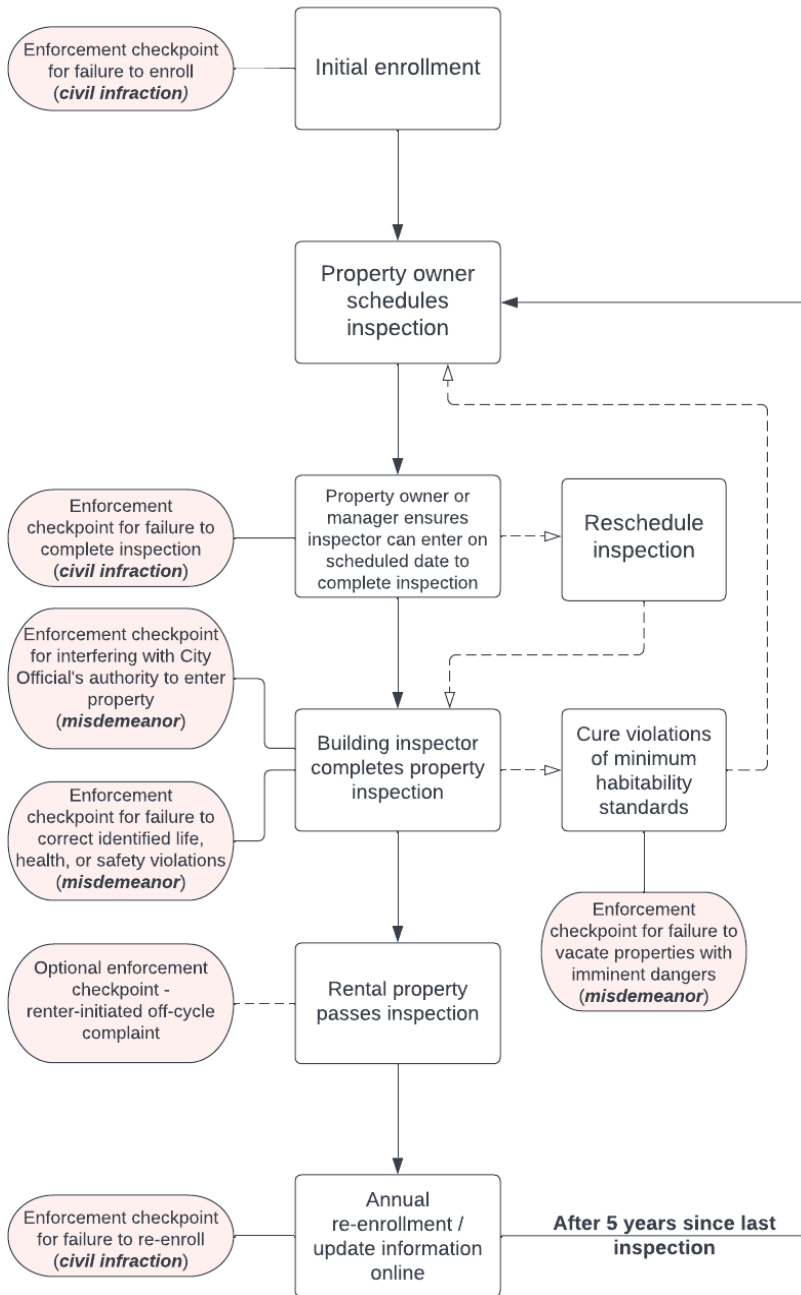 Enforcement checkpoint
for failure to enroll
(civil infraction)
Initial enrollment
Property owner
schedules
inspection
Enforcement
checkpoint for failure to
complete inspection
(civil infraction)
Property owner or
manager ensures
inspector can enter on
scheduled date to
complete inspection
Reschedule
inspection
Enforcement checkpoint
for interfering with City
Official's authority to enter
property
(misdemeanor)
Building inspector
completes property
inspection
Cure violations
of minimum
habitability
standards
Enforcement
checkpoint for failure to
correct identified life,
health, or safety violations
(misdemeanor)
Enforcement
checkpoint for failure to
vacate properties with
imminent dangers
(misdemeanor)
Optional enforcement
checkpoint -
renter-initiated off-cycle
complaint
Rental property
passes inspection
Enforcement checkpoint
for failure to re-enroll
(civil infraction)
Annual
re-enrollment /
update information
online
After 5 years since last
inspection